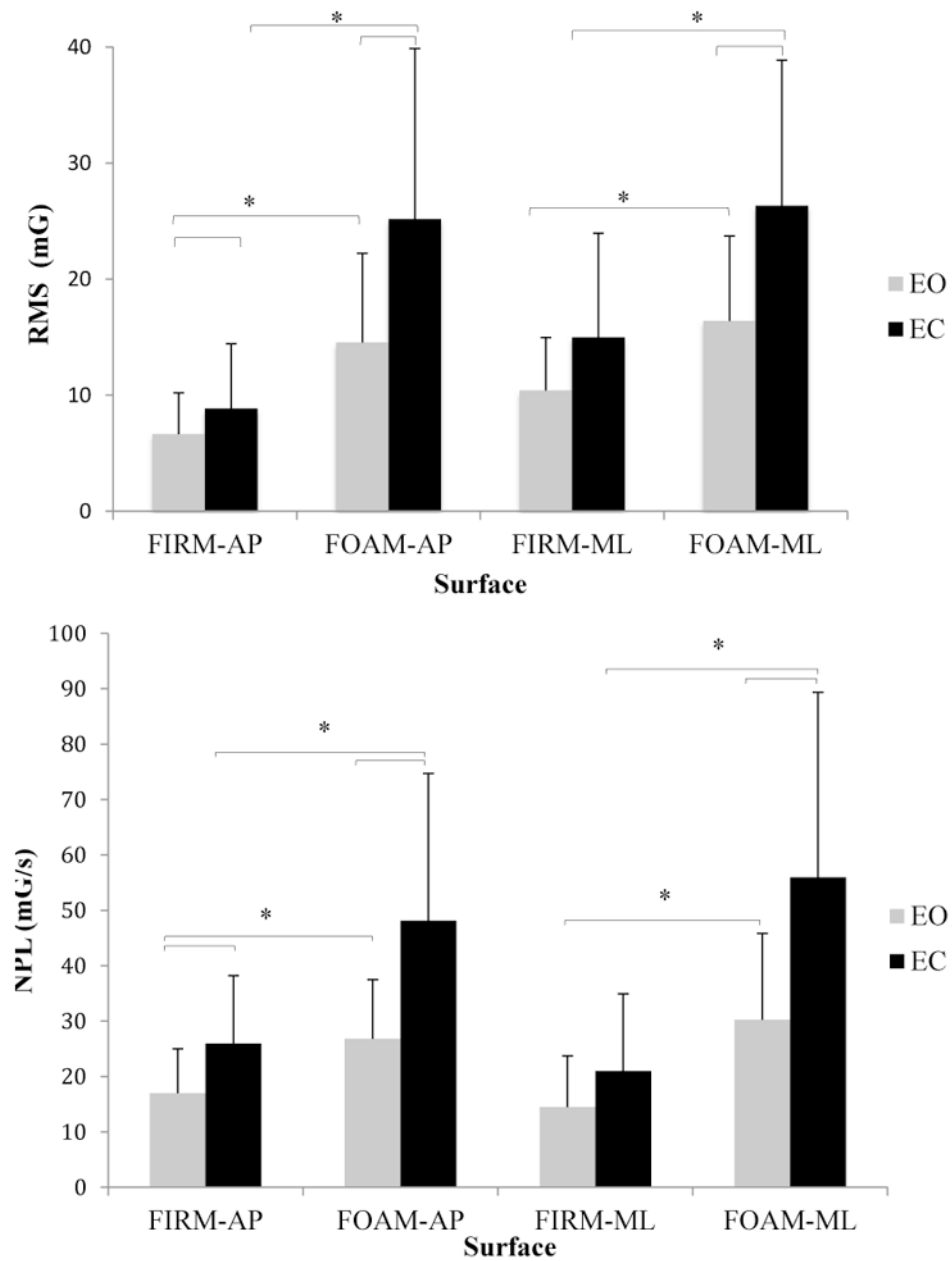 *
*
40
30
*
*
20
10
0
RMS (mG)
EO
EC
FIRM-AP FOAM-AP FIRM-ML FOAM-ML
Surface
100
90
*
80
*
70
60
50
*
*
40
30
20
10
0
NPL (mG/s)
EO
EC
FIRM-AP FOAM-AP FIRM-ML FOAM-ML
Surface